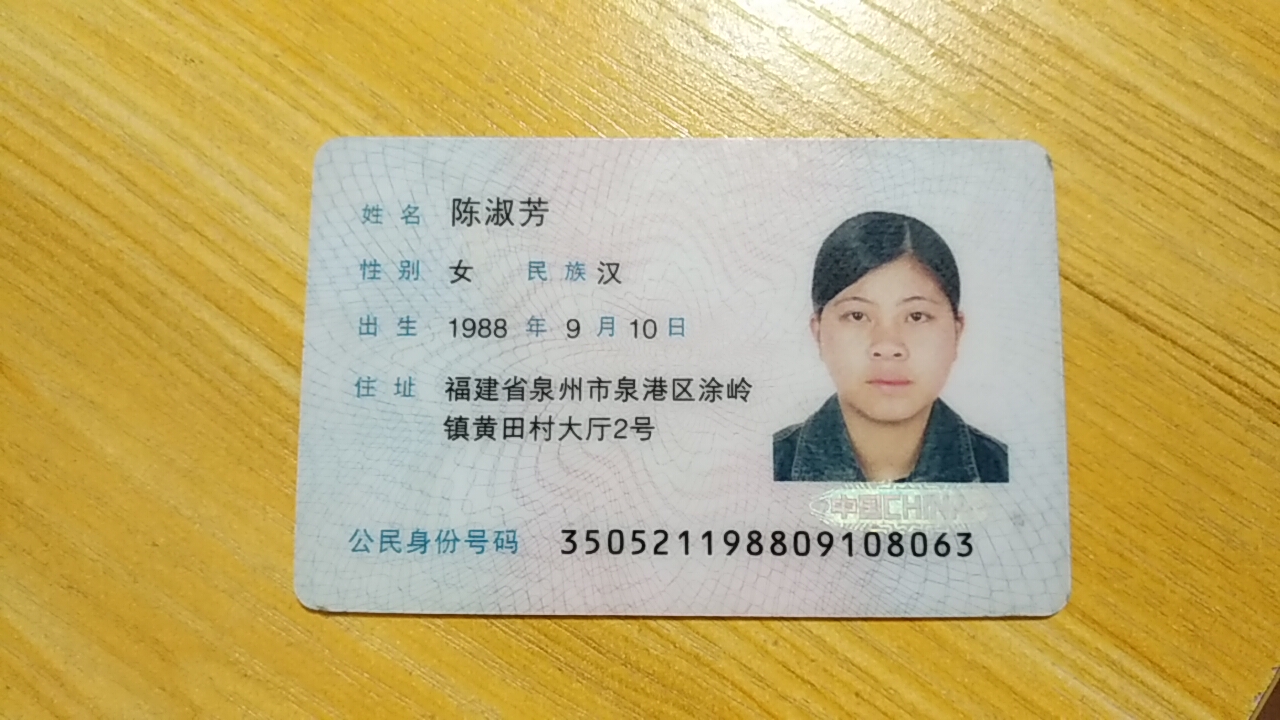 姓名 陈淑芳
性别 女 民族 汉
出生 1988 年 9 月 10 日
住址 福建省泉州市泉港区涂岭
镇黄田村大厅2号
中国CHINA
公民身份号码 350521198809108063